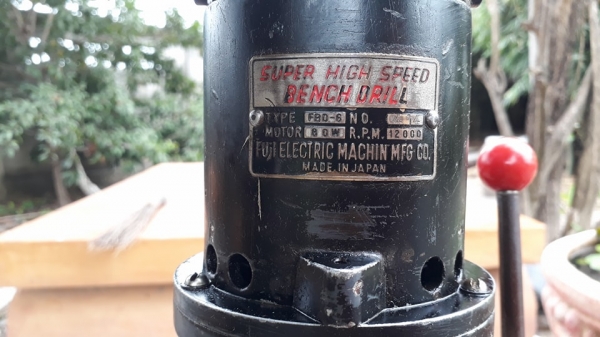 SUPER HIGH SPEED
BENCH DRILL
TYPE FBD-6 NO.
MOTOR 80W R.P.M. 12000
FUJI ELECTRIC MACHIN' MFG CO.
MADE IN JAPAN